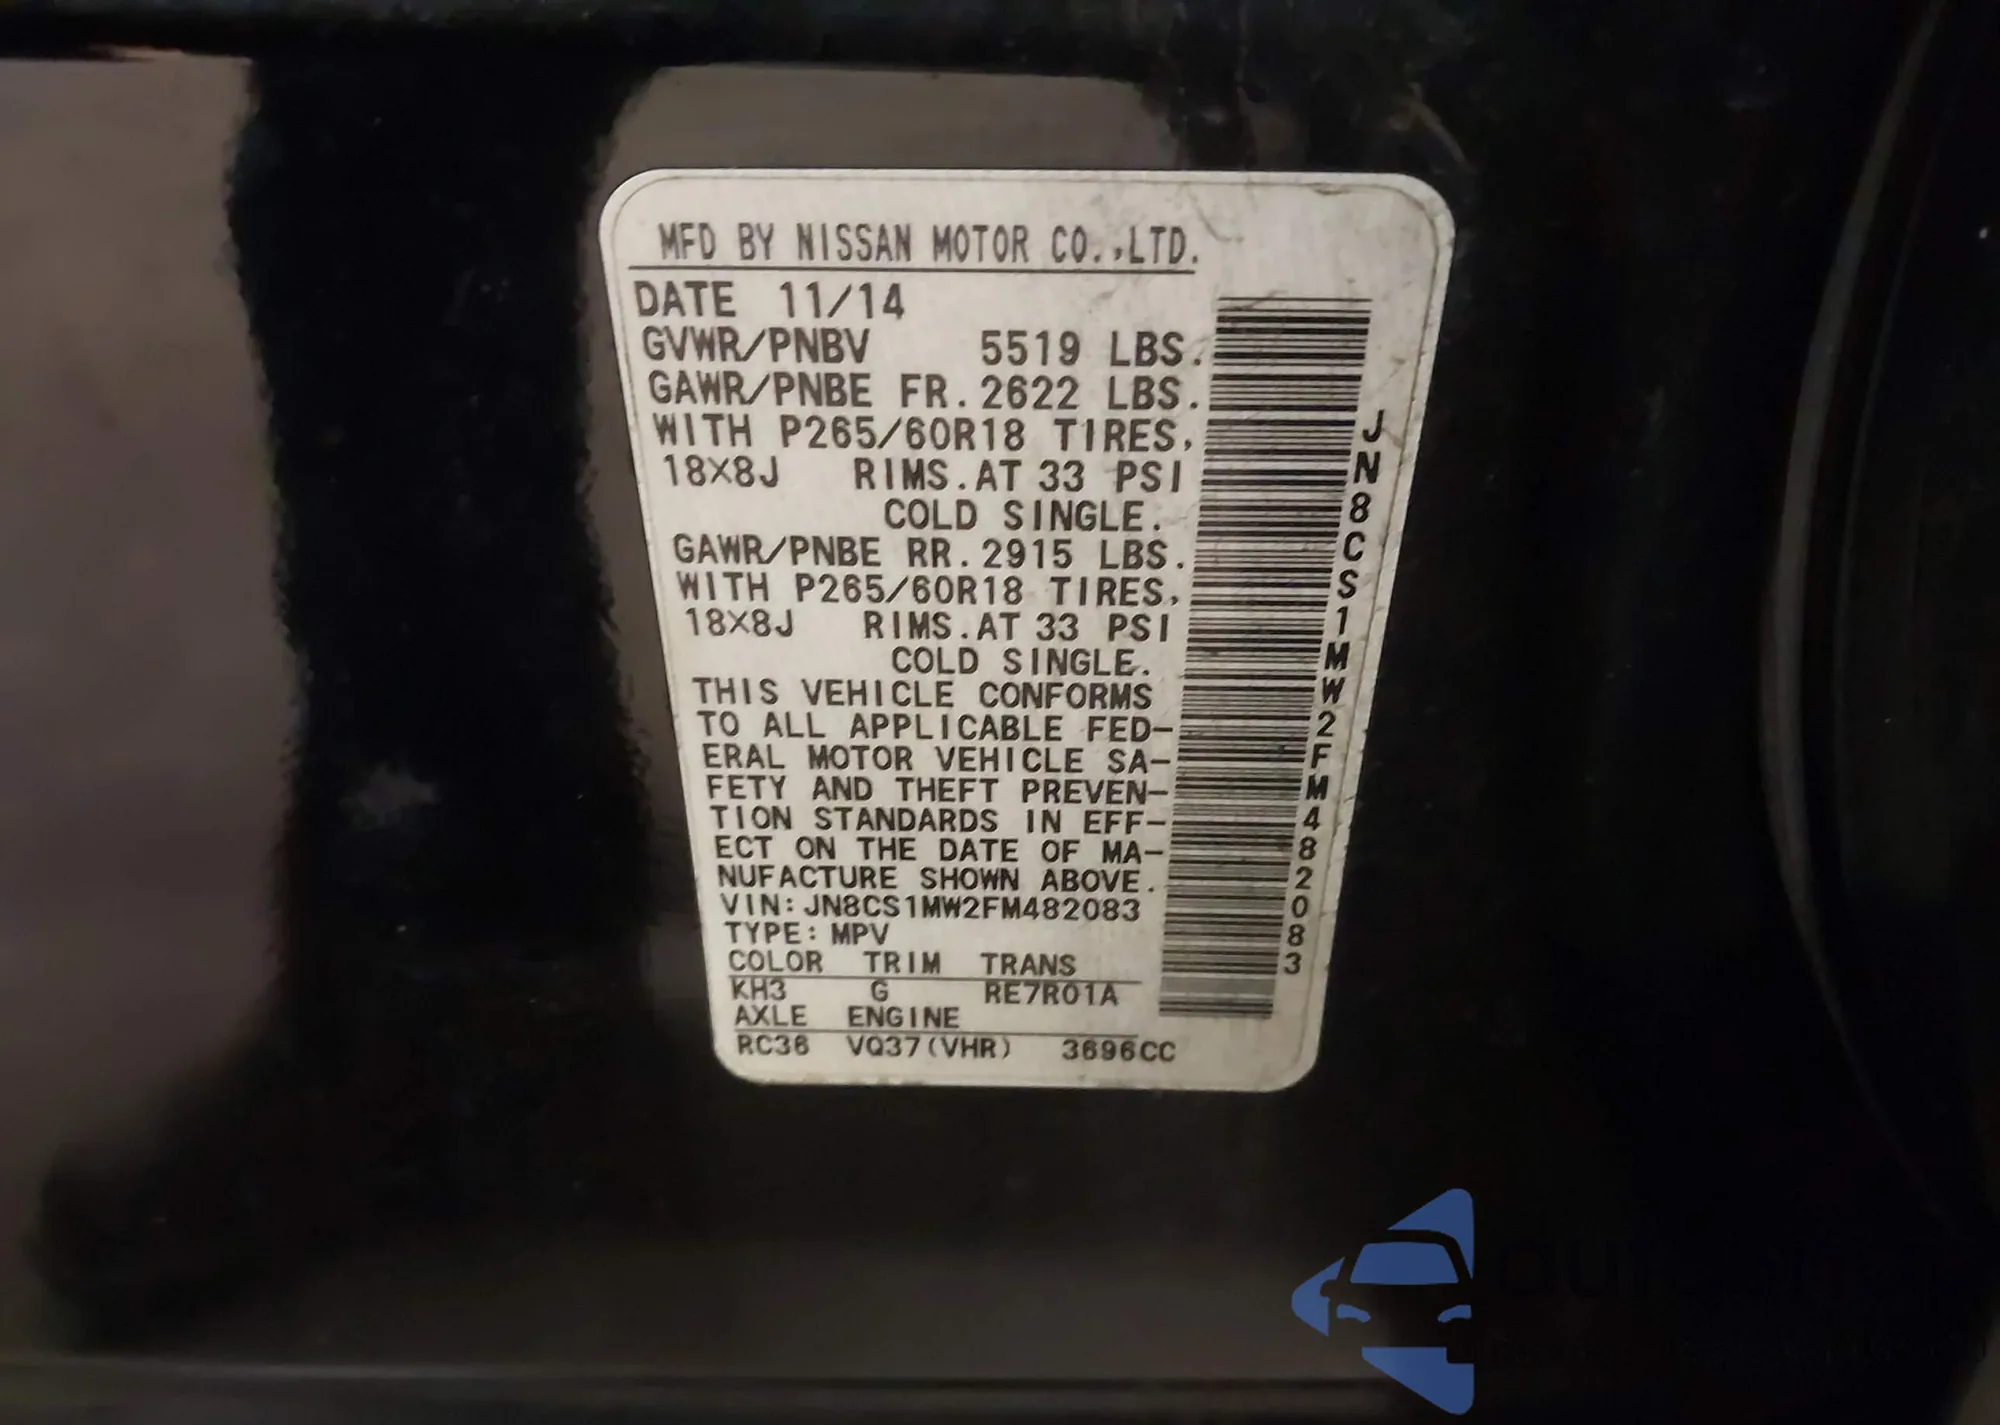 MFD BY NISSAN MOTOR CO.,LTD.
DATE 11/14
GVWR/PNBV 5519 LBS.
GAWR/PNBE FR. 2622 LBS.
WITH P265/60R18 TIRES,
18X8J RIMS.AT 33 PSI
COLD SINGLE.
GAWR/PNBE RR. 2915 LBS.
WITH P265/60R18 TIRES,
18X8J RIMS.AT 33 PSI
COLD SINGLE.
THIS VEHICLE CONFORMS
TO ALL APPLICABLE FED-
ERAL MOTOR VEHICLE SA-
FETY AND THEFT PREVEN-
TION STANDARDS IN EFF-
ECT ON THE DATE OF MA-
NUFACTURE SHOWN ABOVE.
VIN: JN8CS1MW2FM482083
TYPE: MPV
COLOR TRIM TRANS
KH3 G RE7R01A
AXLE ENGINE
RC36 VQ37(VHR) 3696CC
JN8CS1MW2FM482083